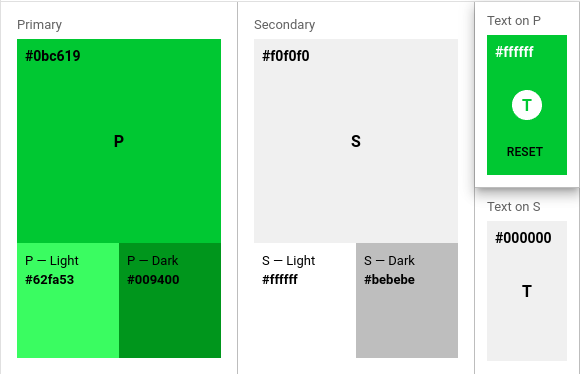 Primary
#0bc619
P
P — Light
#62fa53
P — Dark
#009400
Secondary
#f0f0f0
S
S — Light
#ffffff
S — Dark
#bebebe
Text on P
#ffffff
T
RESET
Text on S
#000000
T